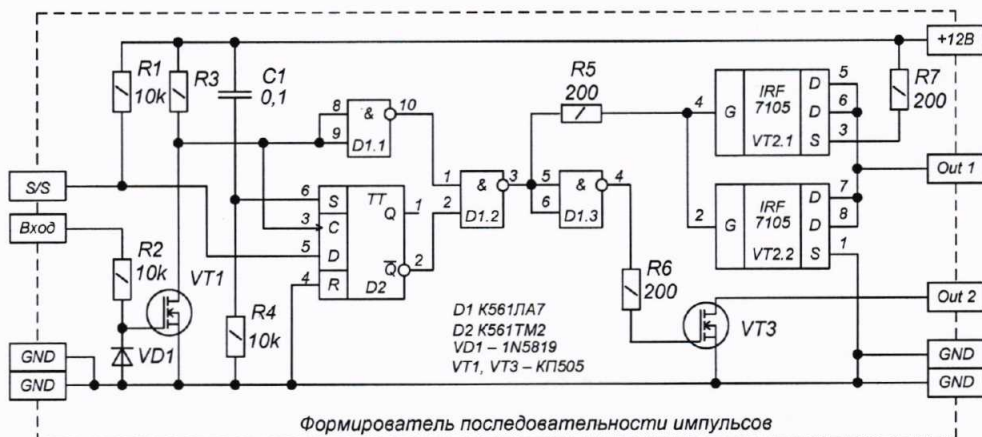 +12В
R1
10k
R3
C1
0,1
R5
200
R7
200
8
9
&
D1.1
10
4
G
IRF
7105
VT2.1
D
D
S
5
6
3
S/S
Вход
R2
10k
VT1
6
3
5
4
S
C
D
R
TT
Q
Q
D2
1
2
1
2
&
D1.2
3
5
6
&
D1.3
4
2
G
IRF
7105
VT2.2
D
D
S
7
8
1
Out 1
R6
200
VT3
Out 2
VD1
R4
10k
D1 К561ЛА7
D2 К561ТМ2
VD1 – 1N5819
VT1, VT3 – КП505
GND
GND
GND
GND
Формирователь последовательности импульсов